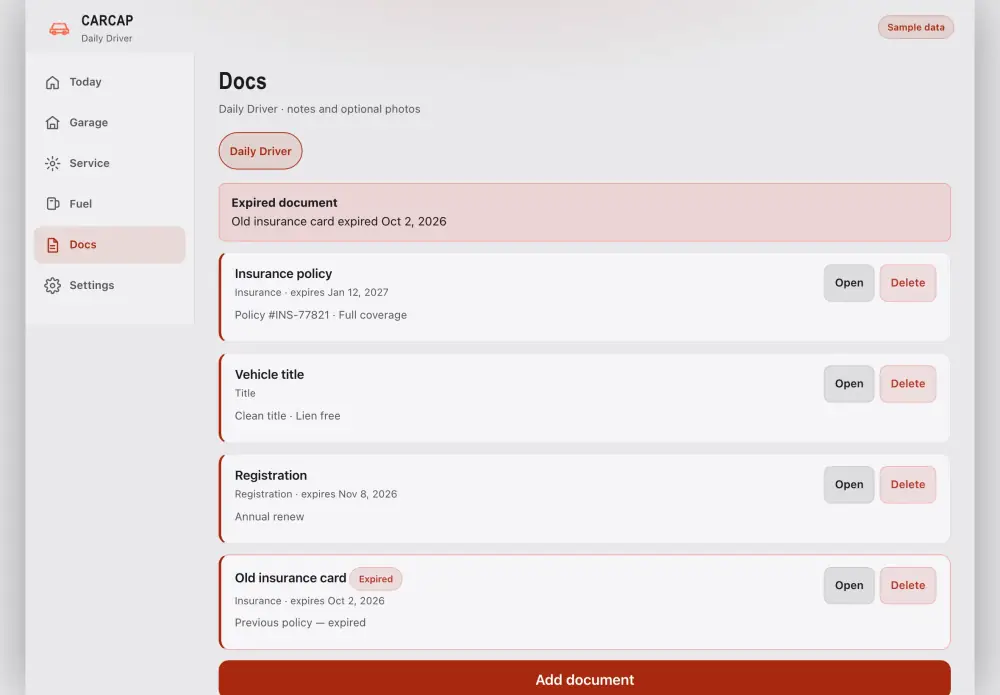 CARCAP
Daily Driver
Sample data
Today
Garage
Service
Fuel
Docs
Settings
Docs
Daily Driver · notes and optional photos
Daily Driver
Expired document
Old insurance card expired Oct 2, 2026
Insurance policy
Insurance · expires Jan 12, 2027
Policy #INS-77821 · Full coverage
Open
Delete
Vehicle title
Title
Clean title · Lien free
Open
Delete
Registration
Registration · expires Nov 8, 2026
Annual renew
Open
Delete
Old insurance card Expired
Insurance · expires Oct 2, 2026
Previous policy — expired
Open
Delete
Add document